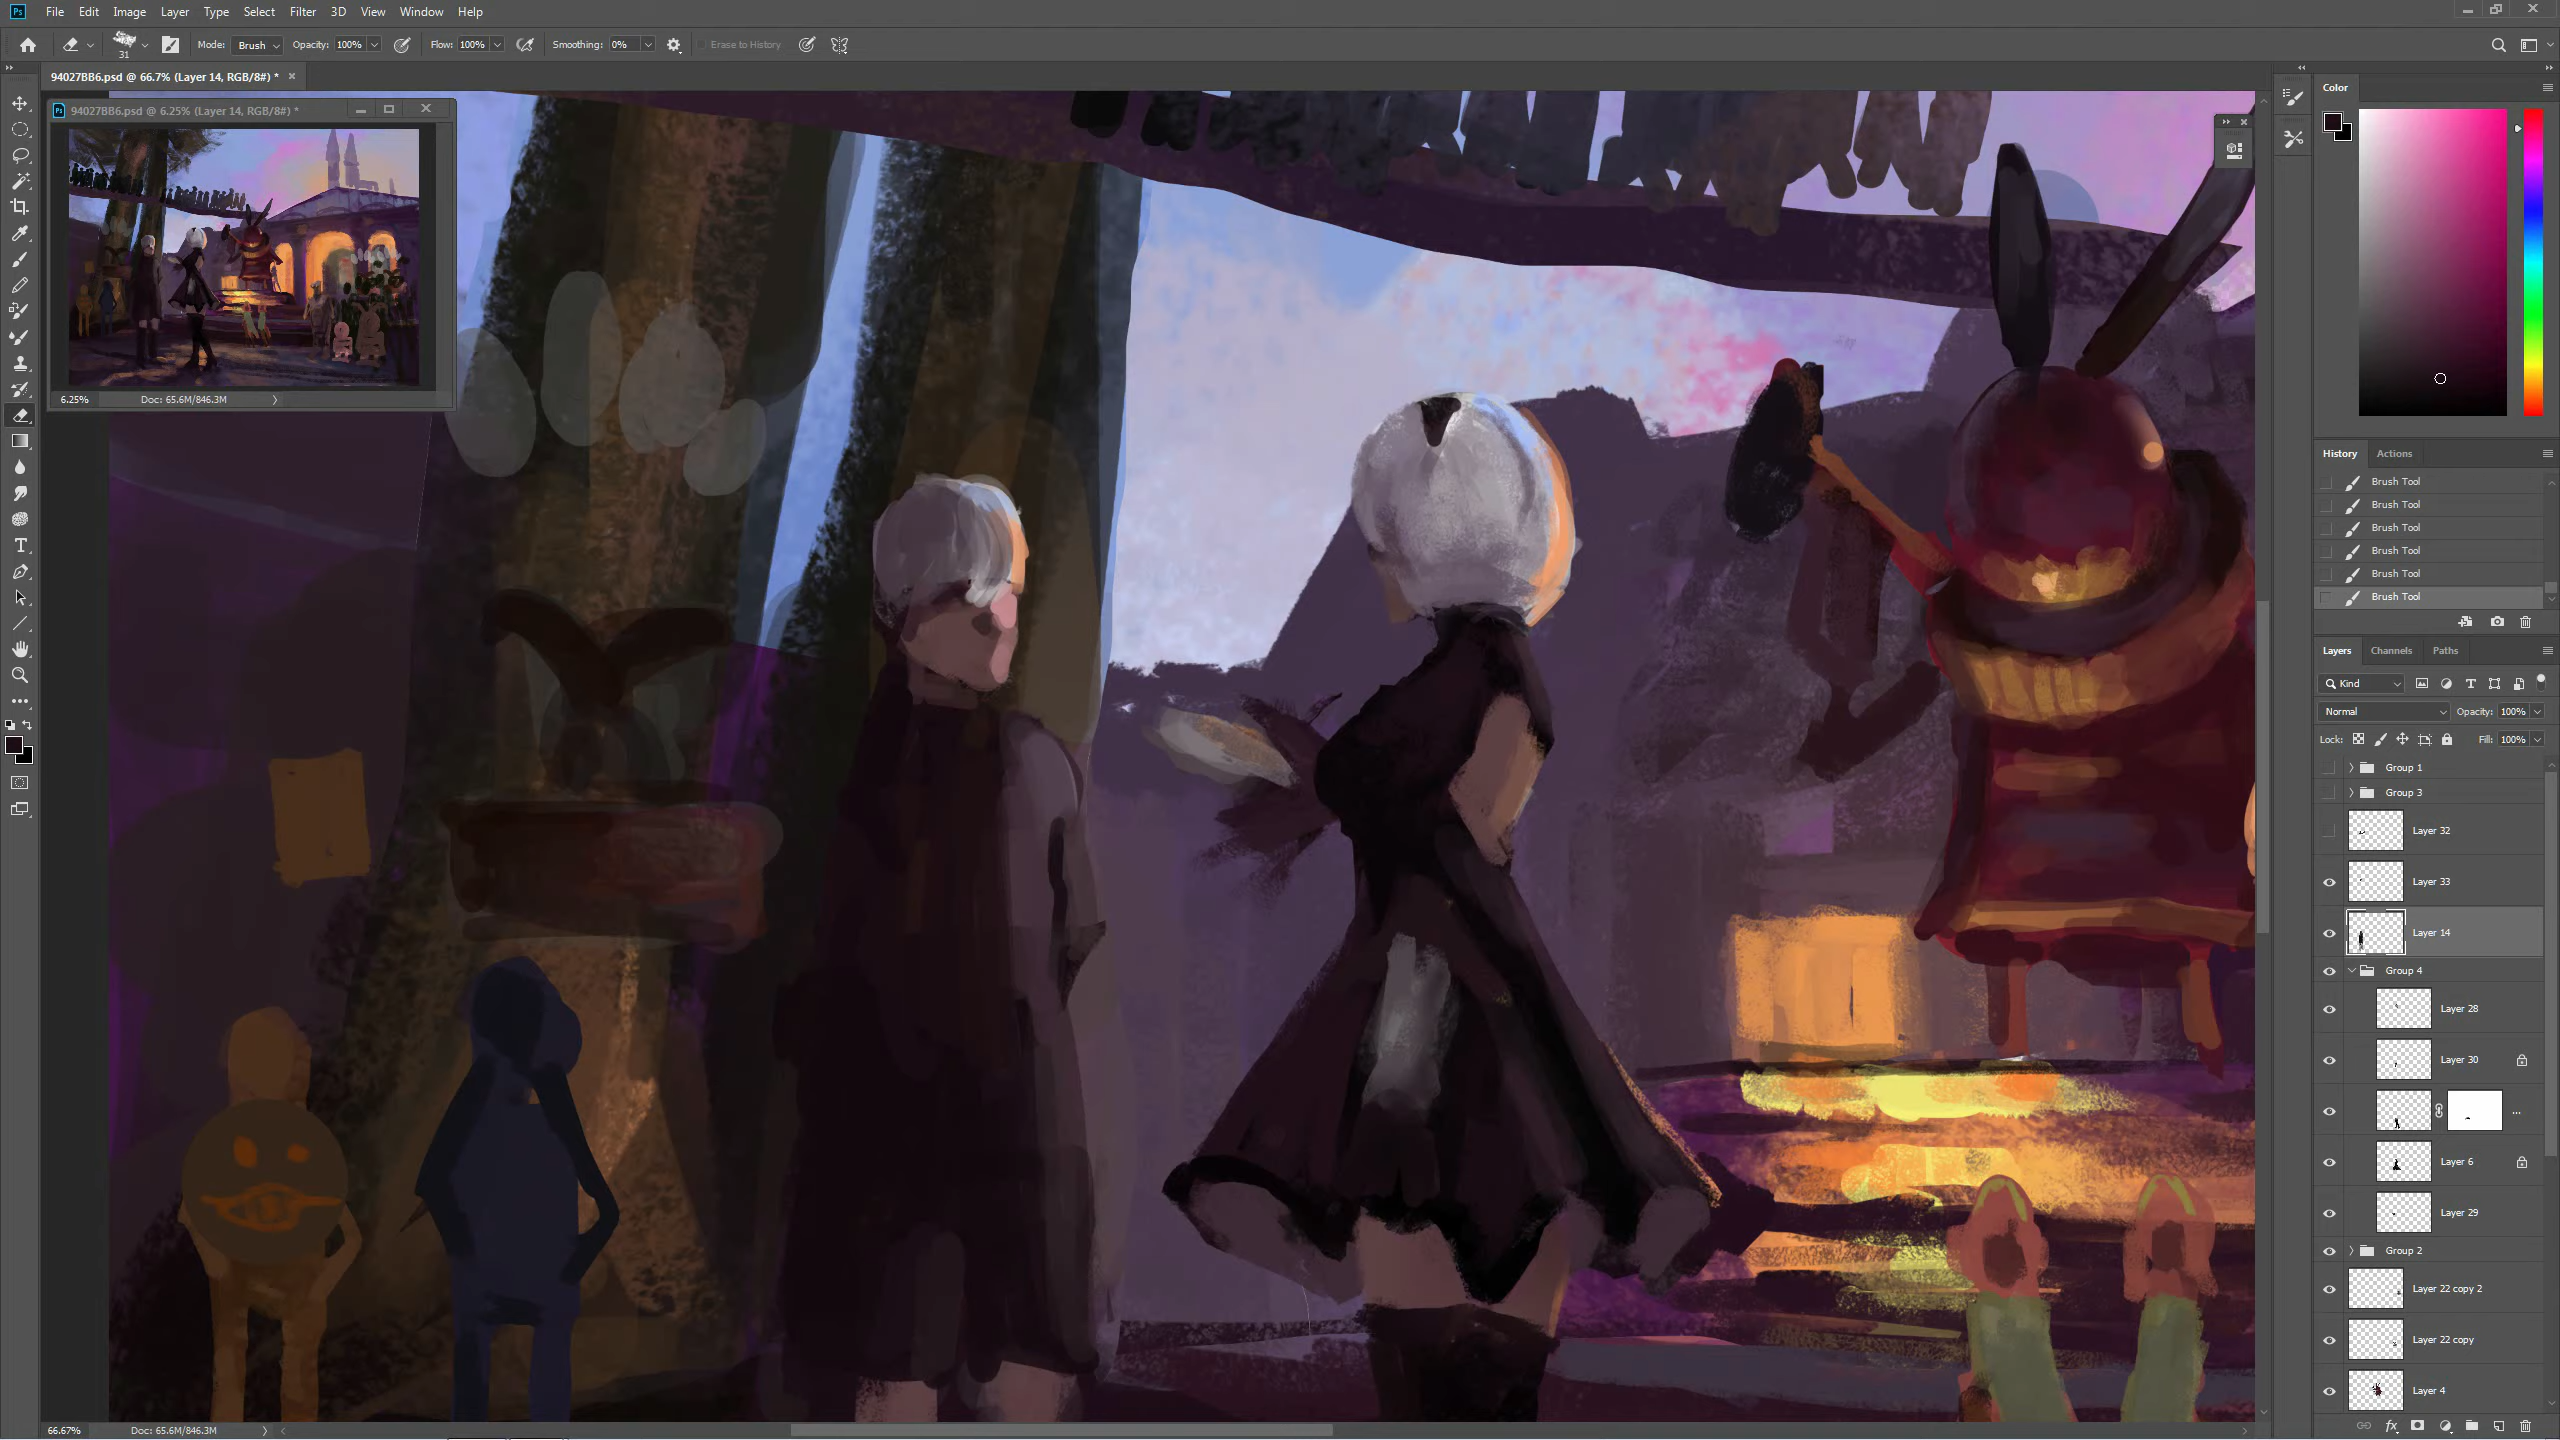 Ps File Edit Image Layer Type Select Filter 3D View Window Help
31 Mode: Brush Opacity: 100% Flow: 100% Smoothing: 0% Erase to History
94027BB6.psd @ 66.7% (Layer 14, RGB/8#) *
Ps 94027BB6.psd @ 6.25% (Layer 14, RGB/8#) *
6.25% Doc: 65.6M/846.3M
Color
History Actions
Brush Tool
Brush Tool
Brush Tool
Brush Tool
Brush Tool
Brush Tool
Layers Channels Paths
Kind
Normal Opacity: 100%
Lock: Fill: 100%
Group 1
Group 3
Layer 32
Layer 33
Layer 14
Group 4
Layer 28
Layer 30
...
Layer 6
Layer 29
Group 2
Layer 22 copy 2
Layer 22 copy
Layer 4
66.67% Doc: 65.6M/846.3M
fx